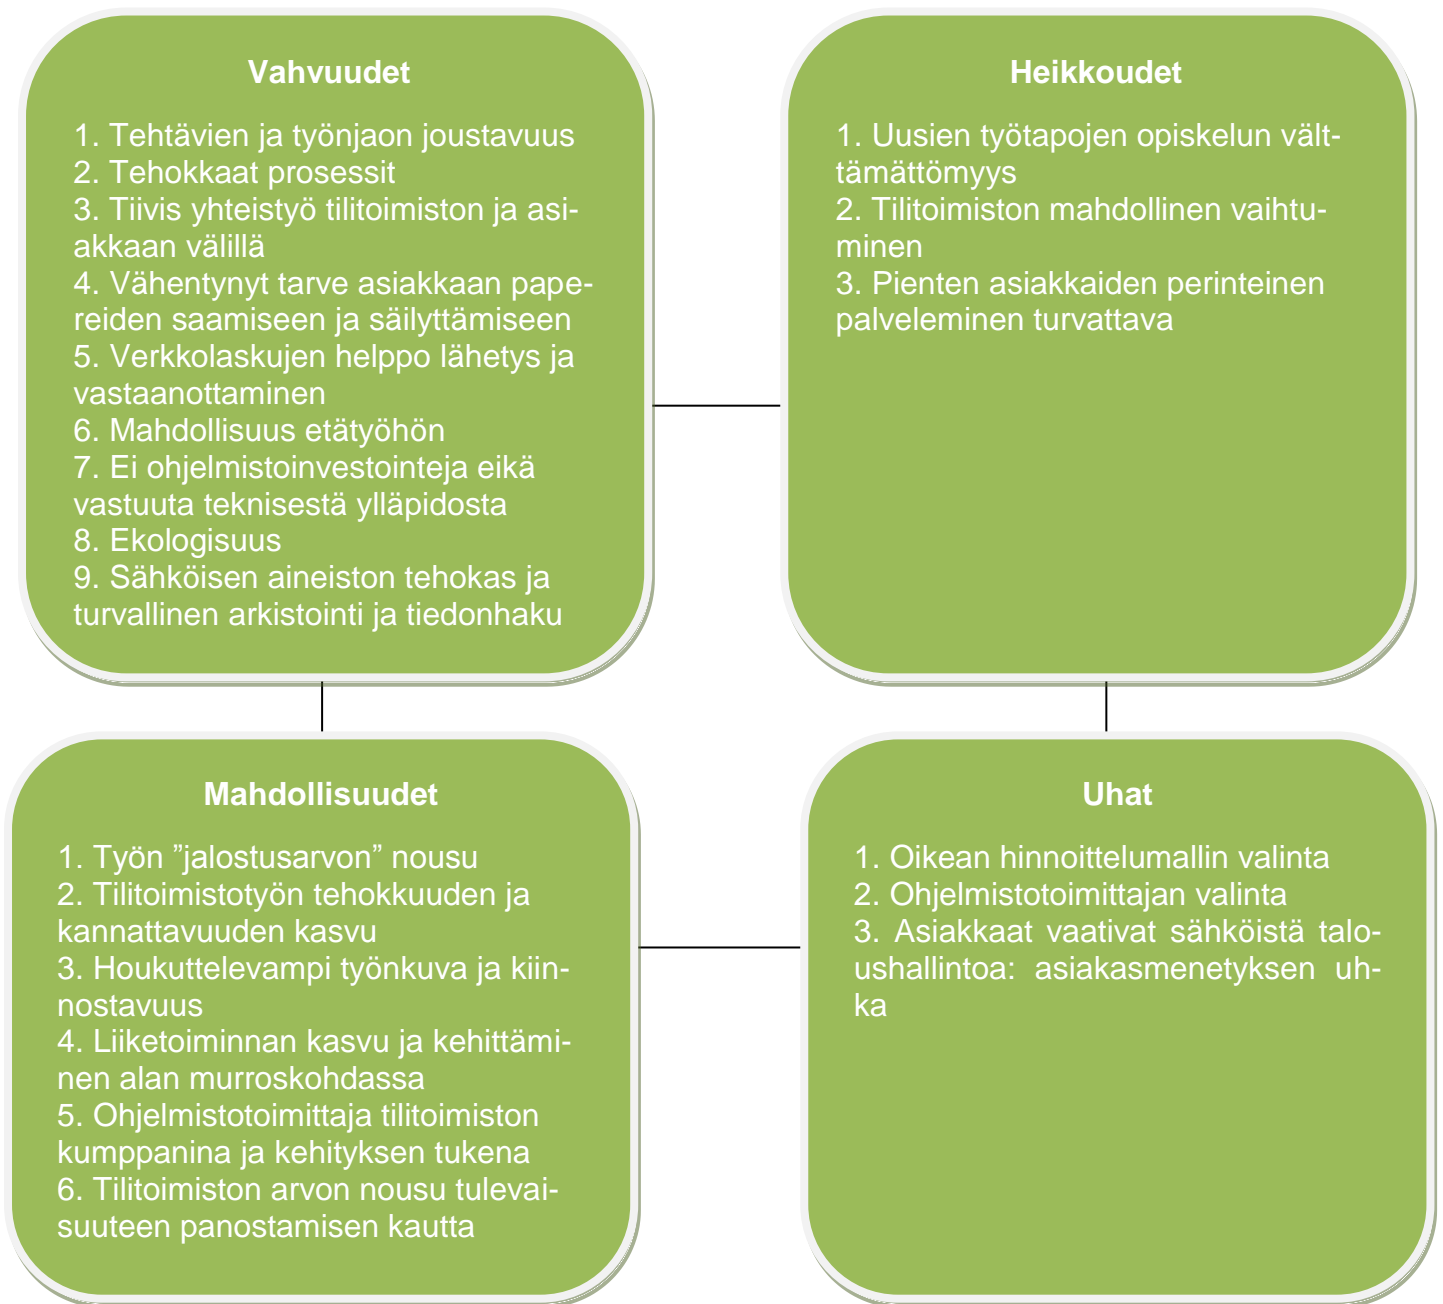 Vahvuudet
1. Tehtävien ja työnjaon joustavuus
2. Tehokkaat prosessit
3. Tiivis yhteistyö tilitoimiston ja asi-
akkaan välillä
4. Vähentynyt tarve asiakkaan pape-
reiden saamiseen ja säilyttämiseen
5. Verkkolaskujen helppo lähetys ja
vastaanottaminen
6. Mahdollisuus etätyöhön
7. Ei ohjelmistoinvestointeja eikä
vastuuta teknisestä ylläpidosta
8. Ekologisuus
9. Sähköisen aineiston tehokas ja
turvallinen arkistointi ja tiedonhaku
Heikkoudet
1. Uusien työtapojen opiskelun vält-
tämättömyys
2. Tilitoimiston mahdollinen vaihtu-
minen
3. Pienten asiakkaiden perinteinen
palveleminen turvattava
Mahdollisuudet
1. Työn ”jalostusarvon” nousu
2. Tilitoimistotyön tehokkuuden ja
kannattavuuden kasvu
3. Houkuttelevampi työnkuva ja kiin-
nostavuus
4. Liiketoiminnan kasvu ja kehittämi-
nen alan murroskohdassa
5. Ohjelmistotoimittaja tilitoimiston
kumppanina ja kehityksen tukena
6. Tilitoimiston arvon nousu tulevai-
suuteen panostamisen kautta
Uhat
1. Oikean hinnoittelumallin valinta
2. Ohjelmistotoimittajan valinta
3. Asiakkaat vaativat sähköistä talo-
ushallintoa: asiakasmenetyksen uh-
ka